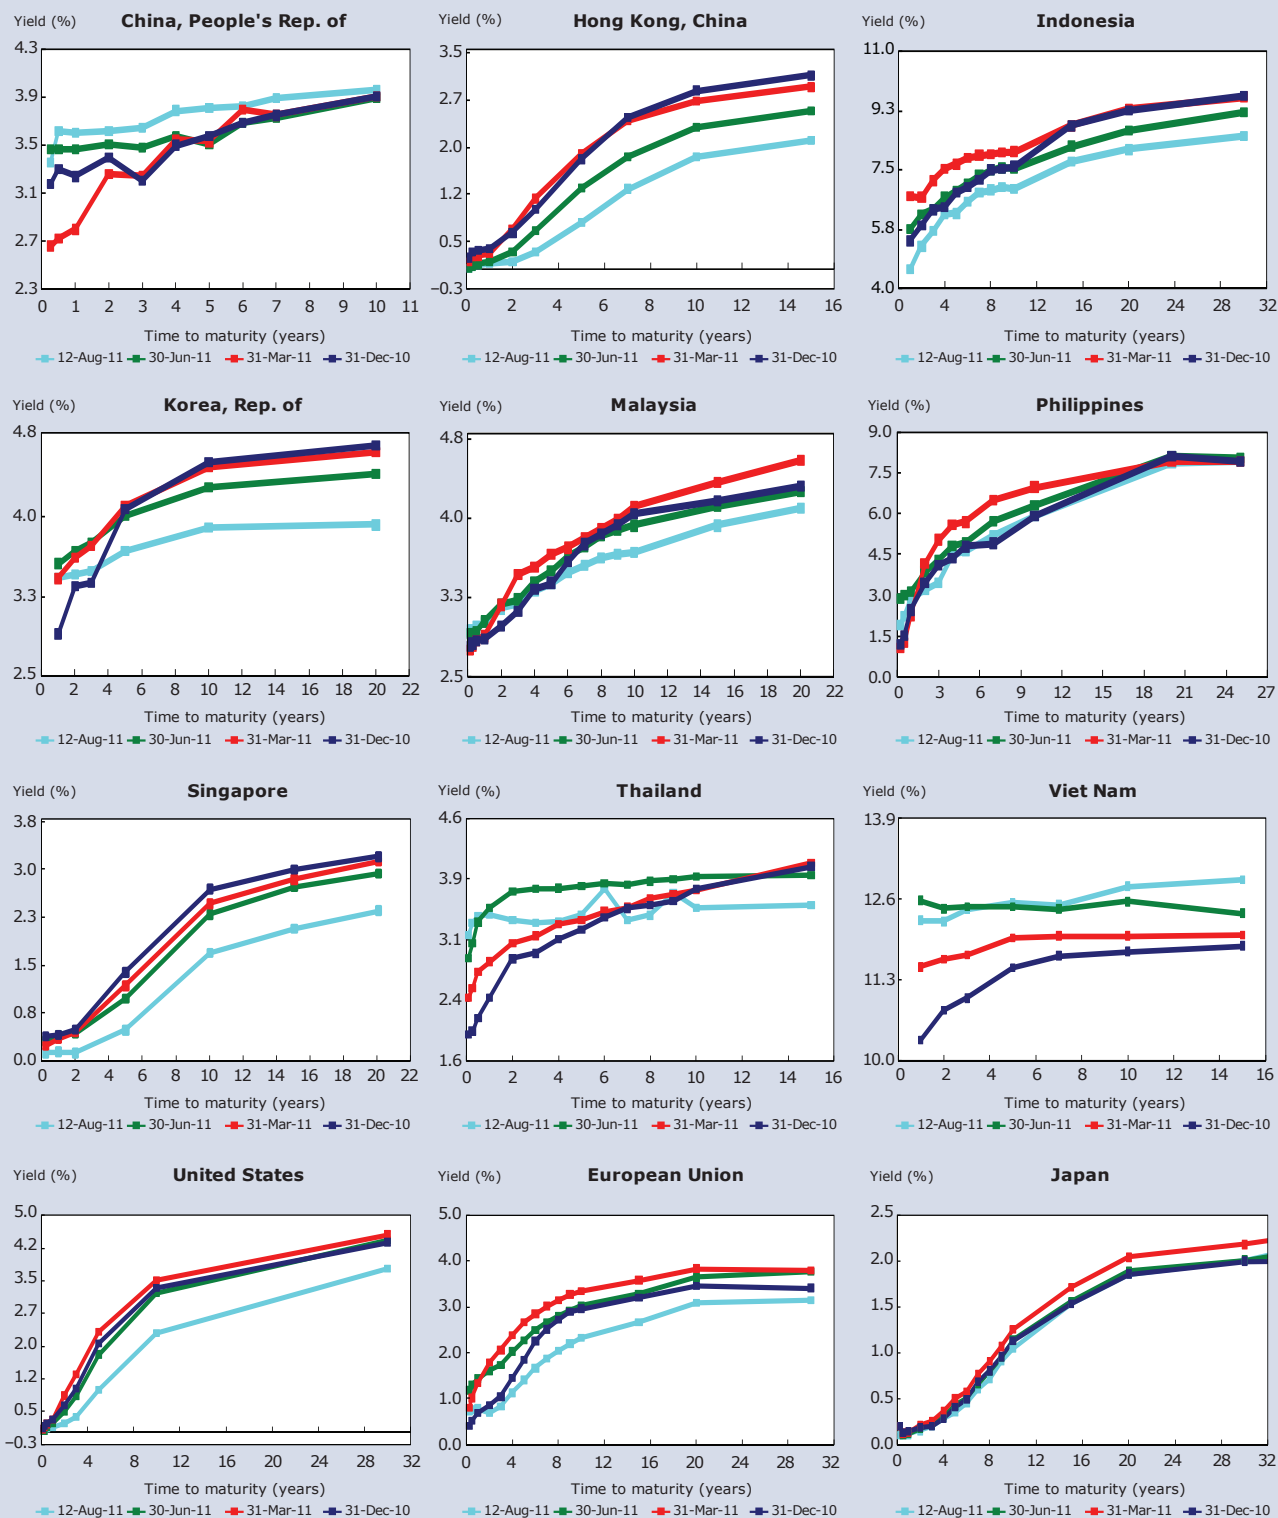 China, People's Rep. of
Yield (%)
4.3
3.9
3.5
3.1
2.7
2.3
0 1 2 3 4 5 6 7 8 9 10 11
Time to maturity (years)
12-Aug-11 30-Jun-11 31-Mar-11 31-Dec-10
Hong Kong, China
Yield (%)
3.5
2.7
2.0
1.2
0.5
–0.3
0 2 4 6 8 10 12 14 16
Time to maturity (years)
12-Aug-11 30-Jun-11 31-Mar-11 31-Dec-10
Indonesia
Yield (%)
11.0
9.3
7.5
5.8
4.0
0 4 8 12 16 20 24 28 32
Time to maturity (years)
12-Aug-11 30-Jun-11 31-Mar-11 31-Dec-10
Korea, Rep. of
Yield (%)
4.8
4.0
3.3
2.5
0 2 4 6 8 10 12 14 16 18 20 22
Time to maturity (years)
12-Aug-11 30-Jun-11 31-Mar-11 31-Dec-10
Malaysia
Yield (%)
4.8
4.0
3.3
2.5
0 2 4 6 8 10 12 14 16 18 20 22
Time to maturity (years)
12-Aug-11 30-Jun-11 31-Mar-11 31-Dec-10
Philippines
Yield (%)
9.0
7.5
6.0
4.5
3.0
1.5
0.0
0 3 6 9 12 15 18 21 24 27
Time to maturity (years)
12-Aug-11 30-Jun-11 31-Mar-11 31-Dec-10
Singapore
Yield (%)
3.8
3.0
2.3
1.5
0.8
0.0
0 2 4 6 8 10 12 14 16 18 20 22
Time to maturity (years)
12-Aug-11 30-Jun-11 31-Mar-11 31-Dec-10
Thailand
Yield (%)
4.6
3.9
3.1
2.4
1.6
0 2 4 6 8 10 12 14 16
Time to maturity (years)
12-Aug-11 30-Jun-11 31-Mar-11 31-Dec-10
Viet Nam
Yield (%)
13.9
12.6
11.3
10.0
0 2 4 6 8 10 12 14 16
Time to maturity (years)
12-Aug-11 30-Jun-11 31-Mar-11 31-Dec-10
United States
Yield (%)
5.0
4.2
3.5
2.7
2.0
1.2
0.5
–0.3
0 4 8 12 16 20 24 28 32
Time to maturity (years)
12-Aug-11 30-Jun-11 31-Mar-11 31-Dec-10
European Union
Yield (%)
5.0
4.0
3.0
2.0
1.0
0.0
0 2 4 6 8 10 12 14 16
Time to maturity (years)
12-Aug-11 30-Jun-11 31-Mar-11 31-Dec-10
Japan
Yield (%)
2.5
2.0
1.5
1.0
0.5
0.0
0 4 8 12 16 20 24 28 32
Time to maturity (years)
12-Aug-11 30-Jun-11 31-Mar-11 31-Dec-10